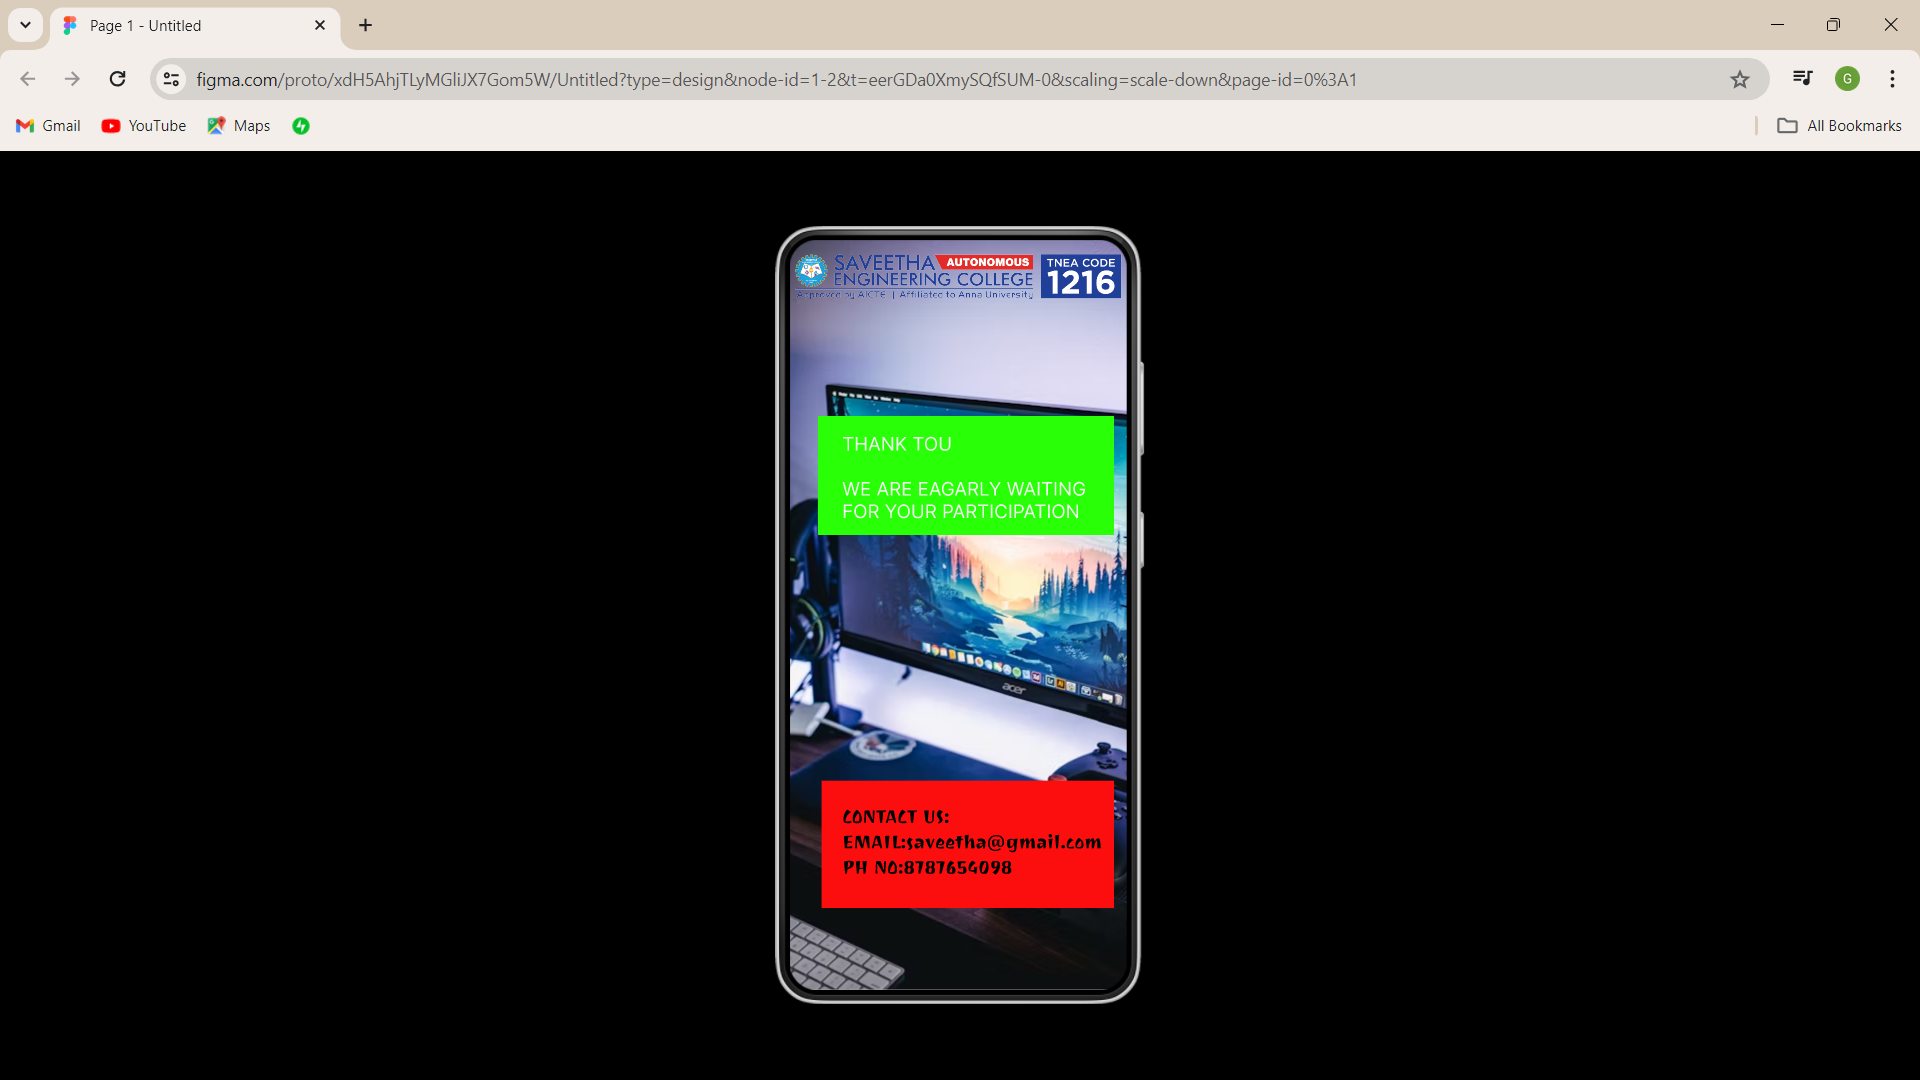 Page 1 - Untitled
figma.com/proto/xdH5AhjTLyMGliJX7Gom5W/Untitled?type=design&node-id=1-2&t=eerGDa0XmySQfSUM-0&scaling=scale-down&page-id=0%3A1
G
Gmail YouTube Maps All Bookmarks
SAVEETHA AUTONOMOUS
ENGINEERING COLLEGE
Approved by AICTE | Affiliated to Anna University
TNEA CODE
1216
THANK TOU
WE ARE EAGARLY WAITING
FOR YOUR PARTICIPATION
acer
CONTACT US:
EMAIL:saveetha@gmail.com
PH NO:8787654098